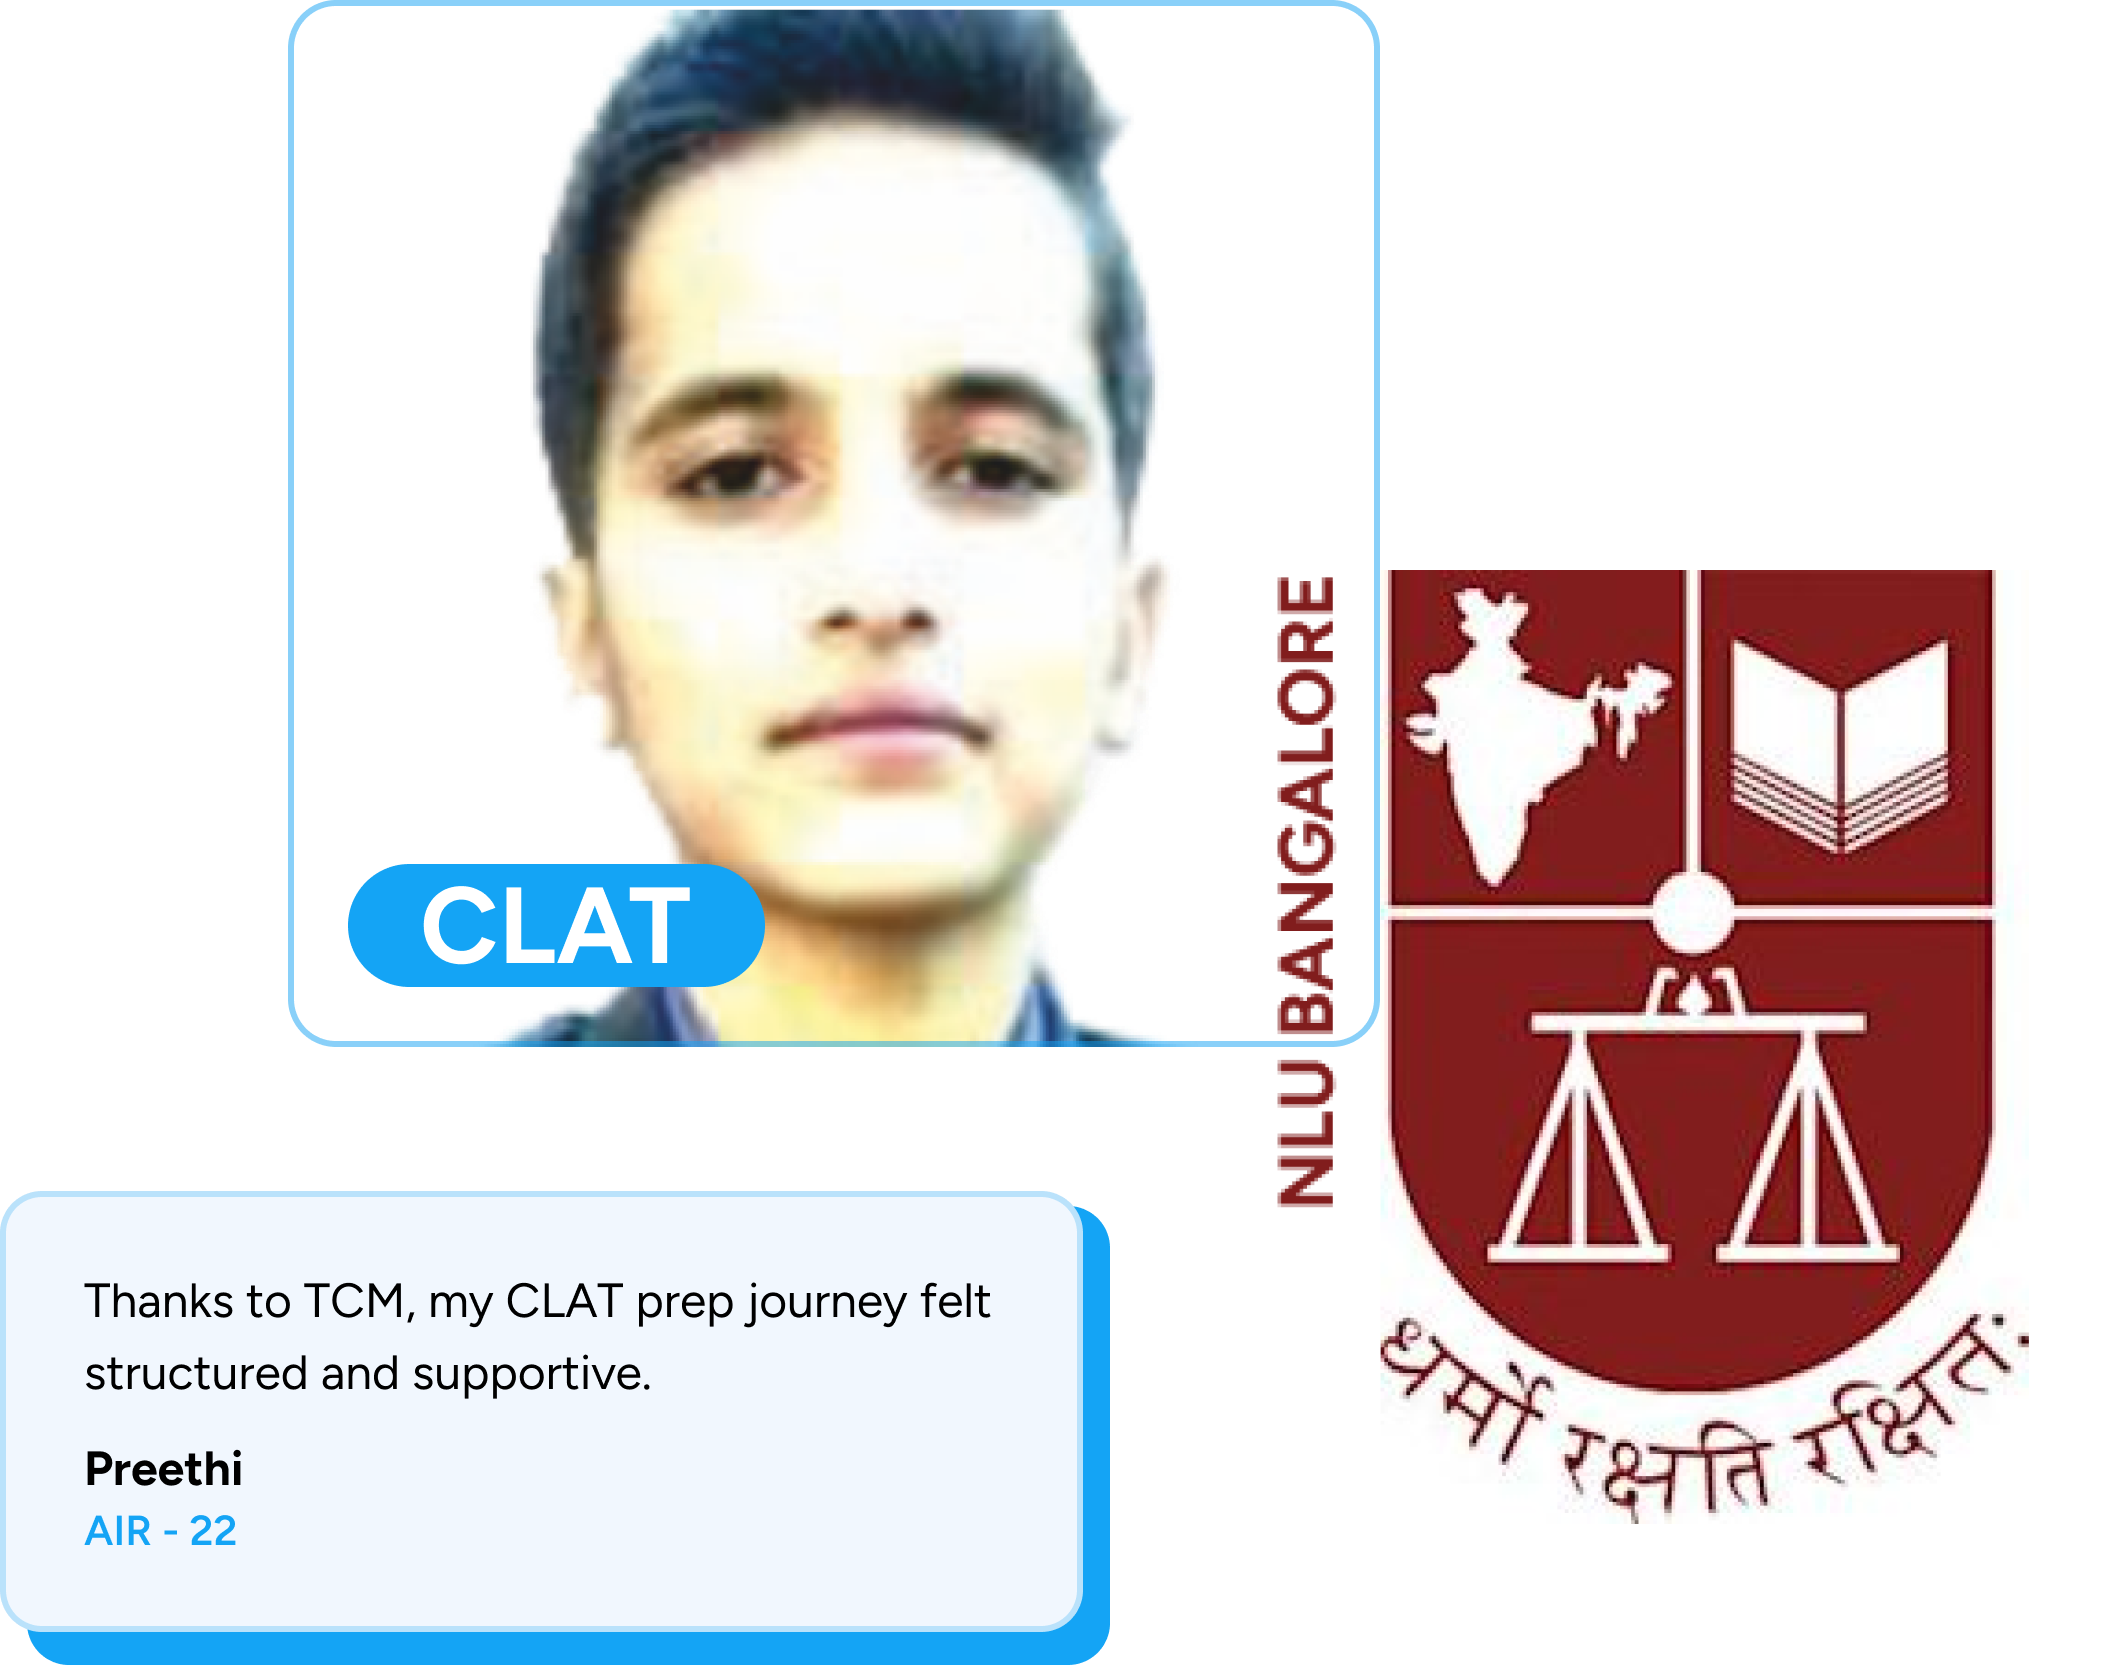 CLAT
NLU BANGALORE
धर्मो रक्षति रक्षितः
Thanks to TCM, my CLAT prep journey felt
structured and supportive.
Preethi
AIR - 22